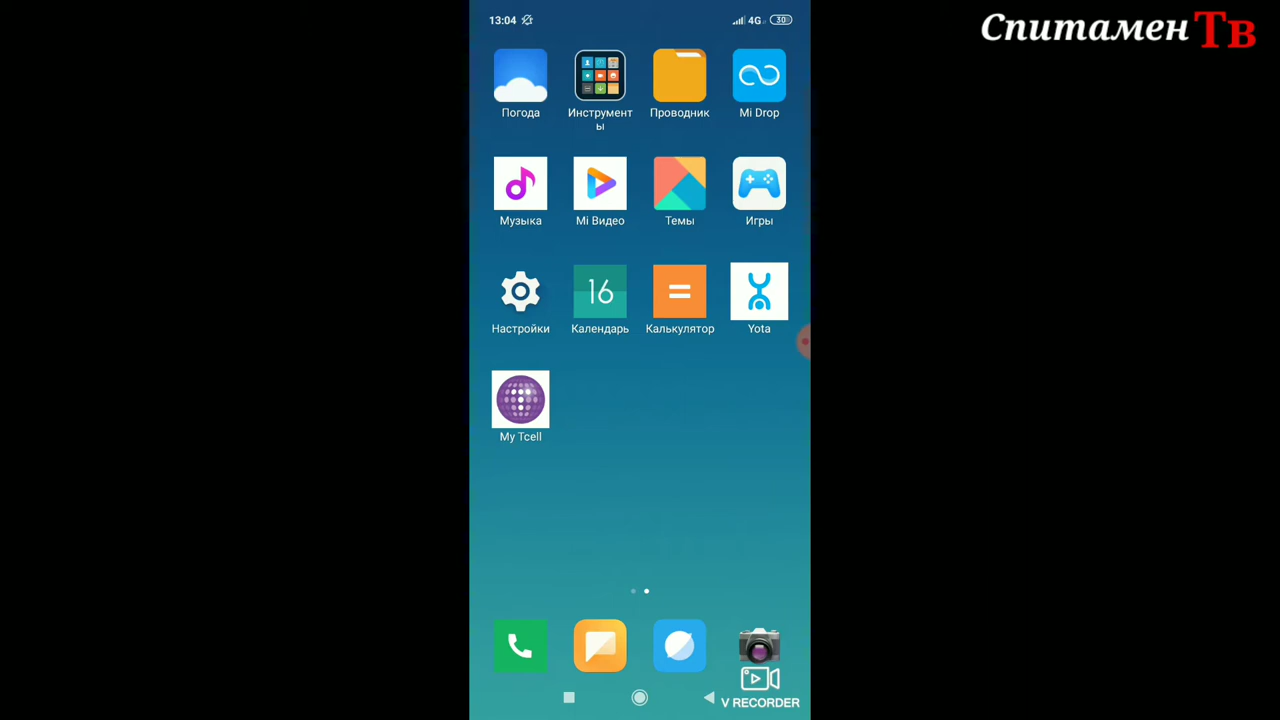 Спитамен Тв
13:04
4G
30
Погода
Инструмент
ы
Проводник
Mi Drop
Музыка
Mi Видео
Темы
Игры
16
Настройки
Календарь
Калькулятор
Yota
My Tcell
V RECORDER